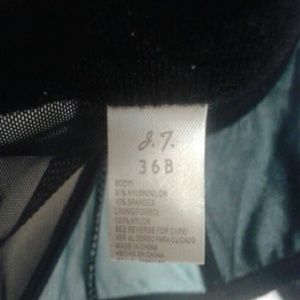 J.T.
36B
BODY:
90% NYLON/NILON
10% SPANDEX
LINING/FORRO:
100% NYLON
SEE REVERSE FOR CARE/
VER AL DORSO PARA CUIDADO
MADE IN CHINA
HECHO EN CHINA